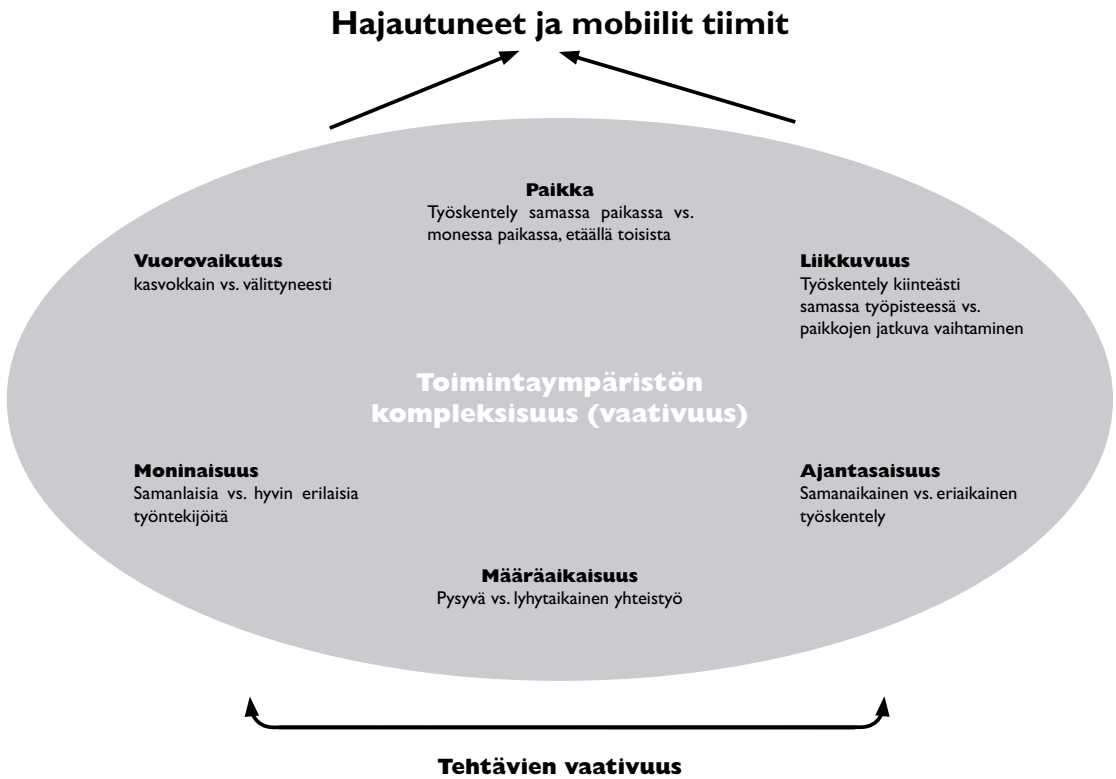 Hajautuneet ja mobiilit tiimit
Paikka
Työskentely samassa paikassa vs.
monessa paikassa, etäällä toisista
Vuorovaikutus
kasvokkain vs. välittyneesti
Liikkuvuus
Työskentely kiinteästi
samassa työpisteessä vs.
paikkojen jatkuva vaihtaminen
Toimintaympäristön
kompleksisuus (vaativuus)
Moninaisuus
Samanlaisia vs. hyvin erilaisia
työntekijöitä
Ajantasaisuus
Samanaikainen vs. eriaikainen
työskentely
Määräaikaisuus
Pysyvä vs. lyhytaikainen yhteistyö
Tehtävien vaativuus